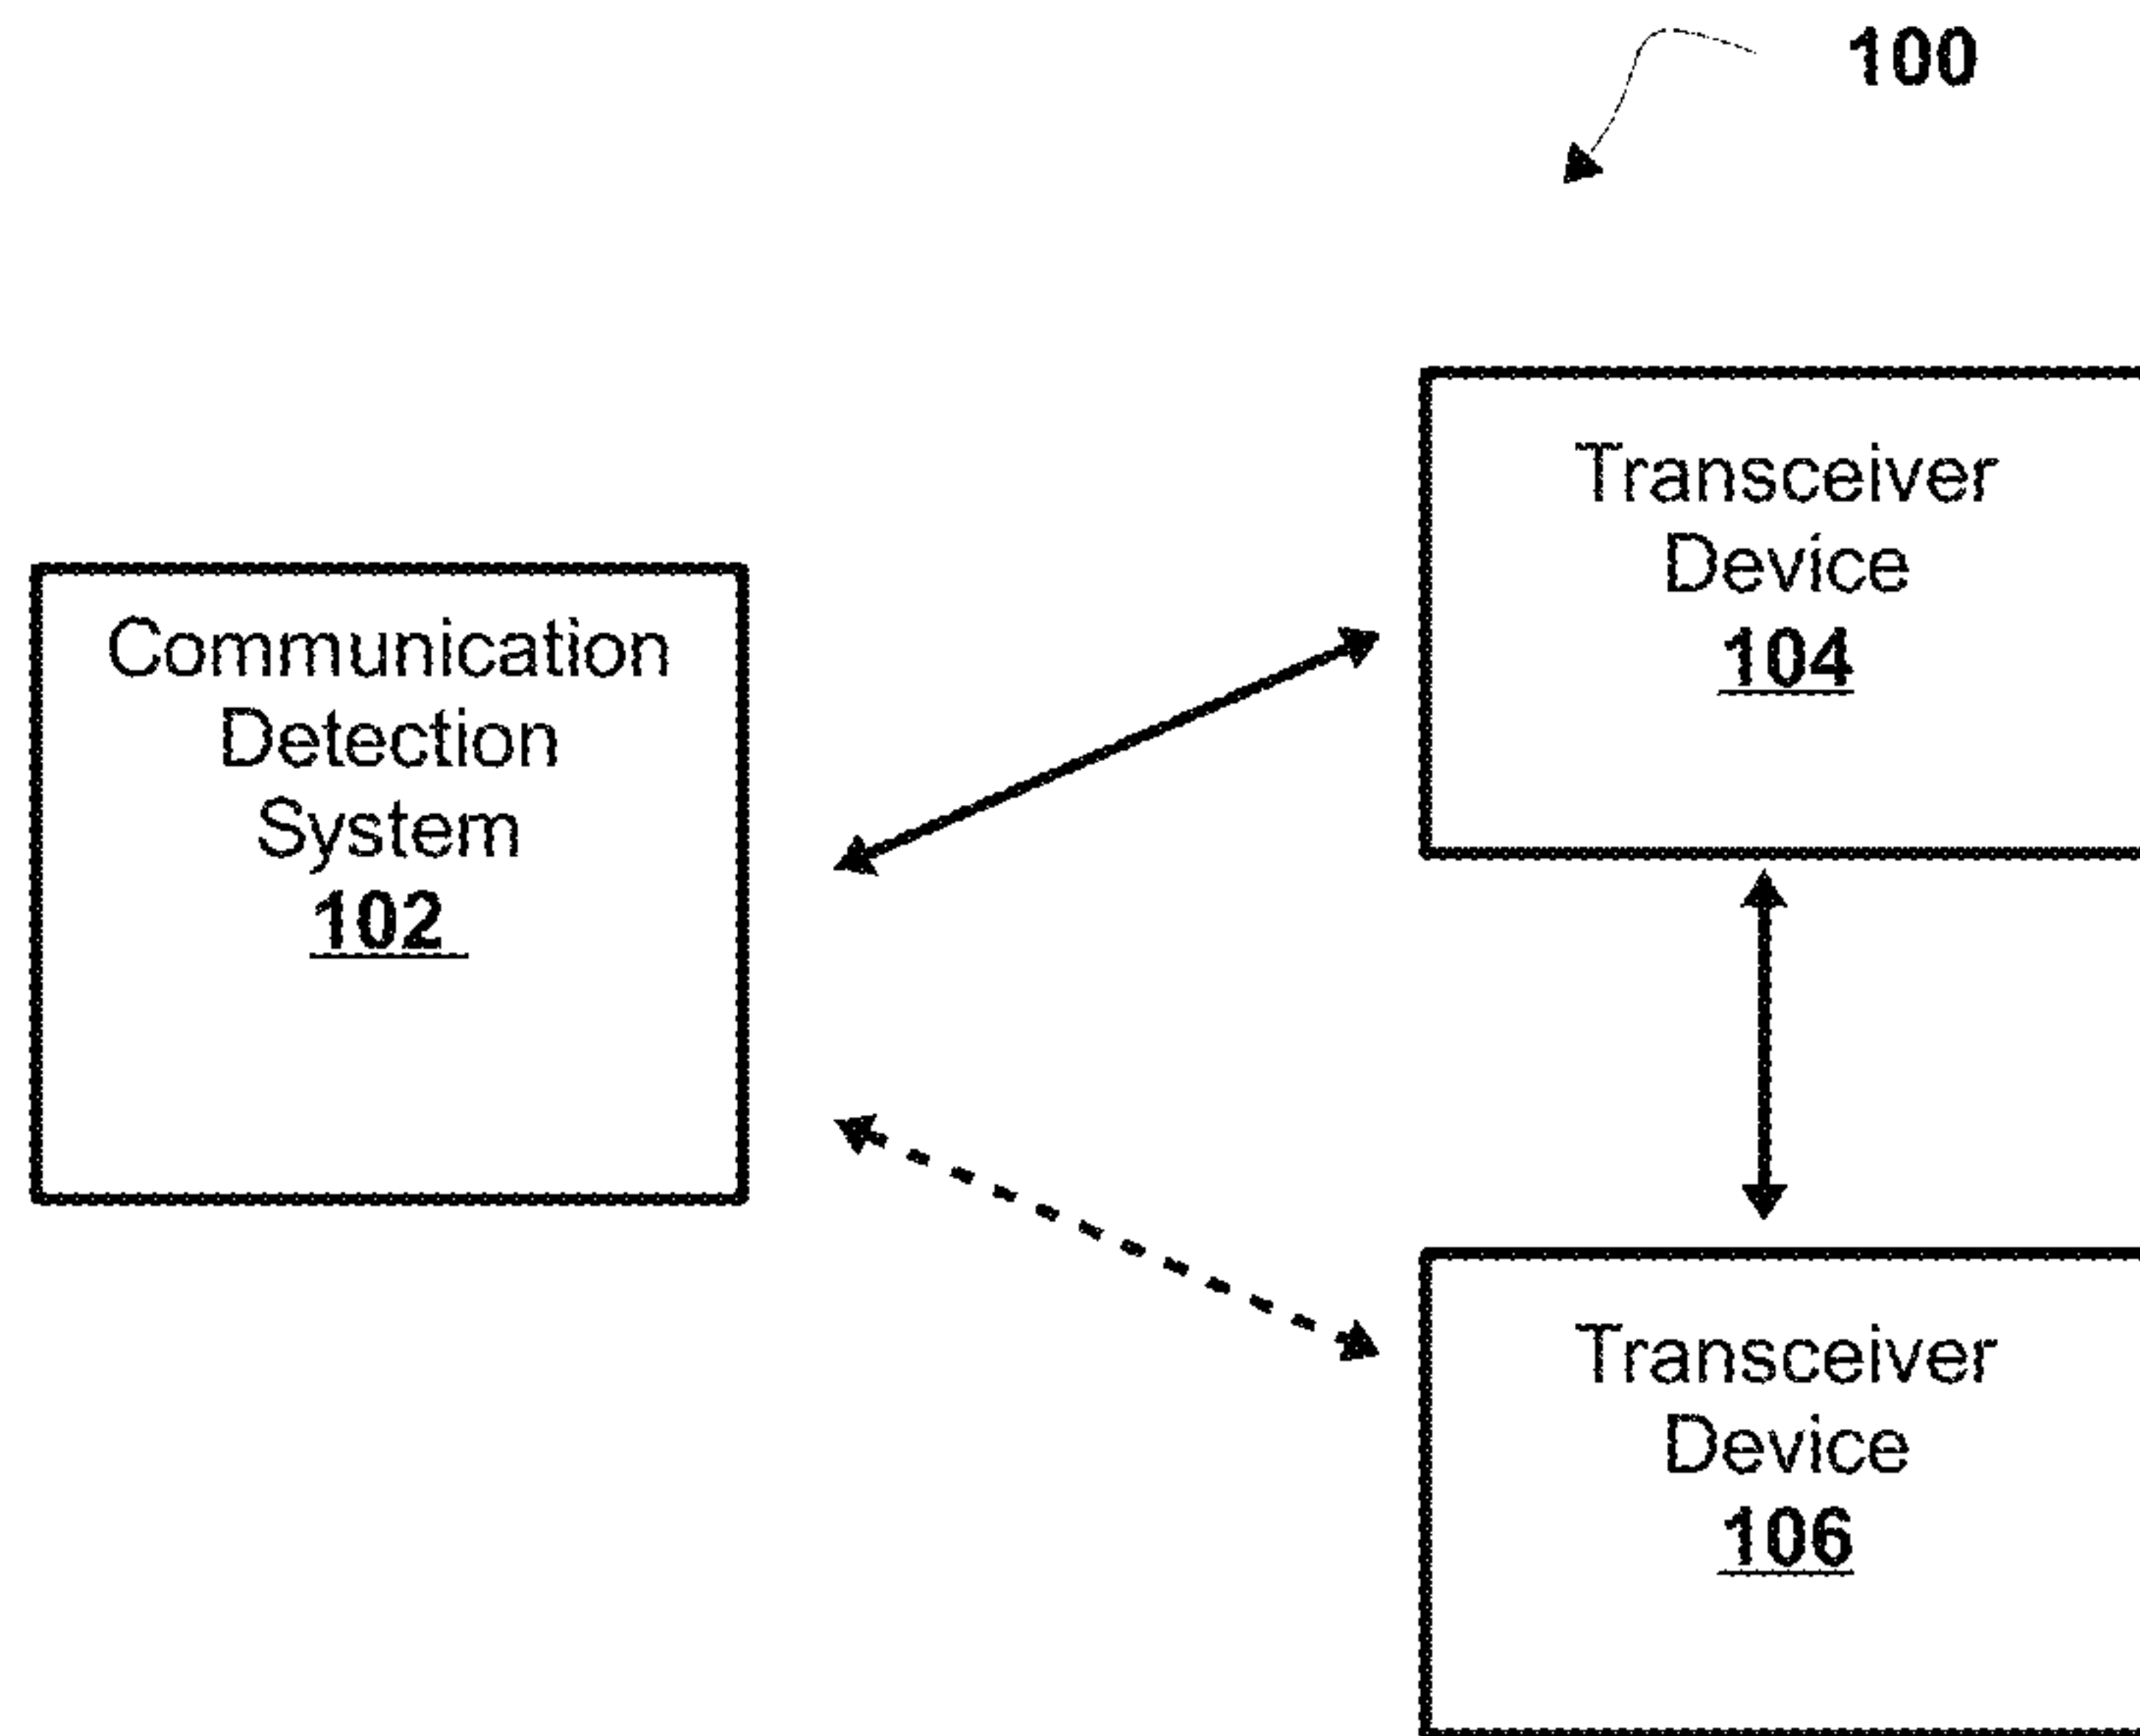 100
Transceiver
Device
104
Communication
Detection
System
102
Transceiver
Device
106